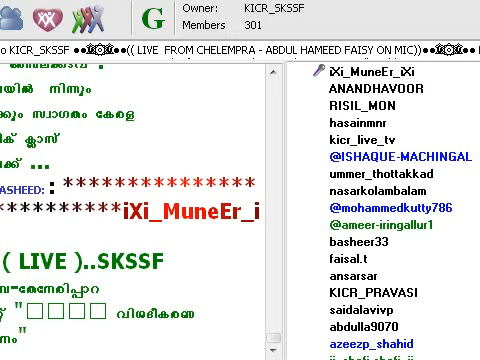 Owner: KICR_SKSSF
G
Members 301
o KICR_SKSSF ●●۞۞●●(( LIVE FROM CHELEMPRA - ABDUL HAMEED FAISY ON MIC))●●۞۞●●
യിൽ നിന്നും
ക്കും സ്വാഗതം കേരള
ിക് ക്ലാസ്
ക്ക് ...
ASHEED: : ***************
**********iXi_MuneEr_i
( LIVE )..SKSSF
"□□□□ വിശദീകരണ
നം"
iXi_MuneEr_iXi
ANANDHAVOOR
RISIL_MON
hasainmnr
kicr_live_tv
@ISHAQUE-MACHINGAL
ummer_thottakkad
nasarkolambalam
@mohammedkutty786
@ameer-iringallur1
basheer33
faisal.t
ansarsar
KICR_PRAVASI
saidalavivp
abdulla9070
azeezp_shahid